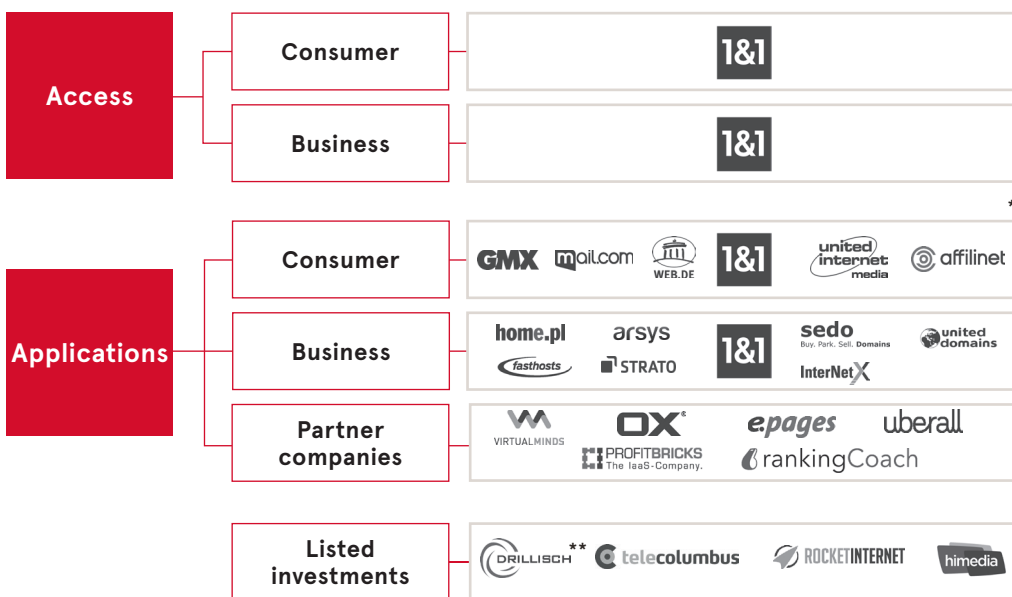 Access
Consumer
1&1
Business
1&1
*
Applications
Consumer
GMX mail.com WEB.DE 1&1 united internet media affilinet
Business
home.pl arsys 1&1 sedo united domains
Buy. Park. Sell. Domains
fasthosts STRATO InterNetX
Partner
companies
VIRTUALMINDS OX® epages uberall
PROFITBRICKS
The IaaS-Company.
rankingCoach
Listed
investments
DRILLISCH** telecolumbus ROCKETINTERNET himedia